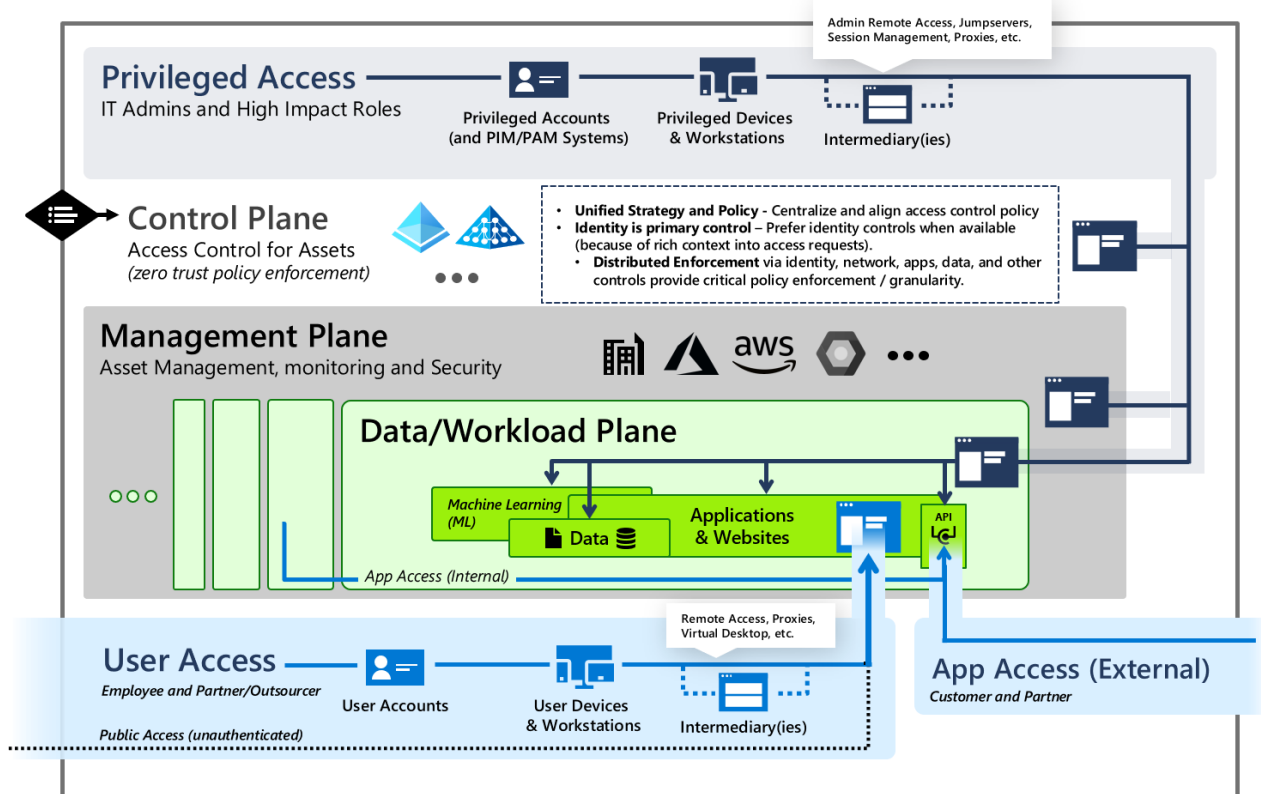 Admin Remote Access, Jumpservers,
Session Management, Proxies, etc.
Privileged Access
IT Admins and High Impact Roles
Privileged Accounts
(and PIM/PAM Systems)
Privileged Devices
& Workstations
Intermediary(ies)
Control Plane
Access Control for Assets
(zero trust policy enforcement)
• Unified Strategy and Policy - Centralize and align access control policy
• Identity is primary control – Prefer identity controls when available
(because of rich context into access requests).
• Distributed Enforcement via identity, network, apps, data, and other
controls provide critical policy enforcement / granularity.
Management Plane
Asset Management, monitoring and Security
aws
Data/Workload Plane
Machine Learning
(ML)
Applications
& Websites
Data
API
App Access (Internal)
Remote Access, Proxies,
Virtual Desktop, etc.
User Access
Employee and Partner/Outsourcer
User Accounts
User Devices
& Workstations
Intermediary(ies)
Public Access (unauthenticated)
App Access (External)
Customer and Partner